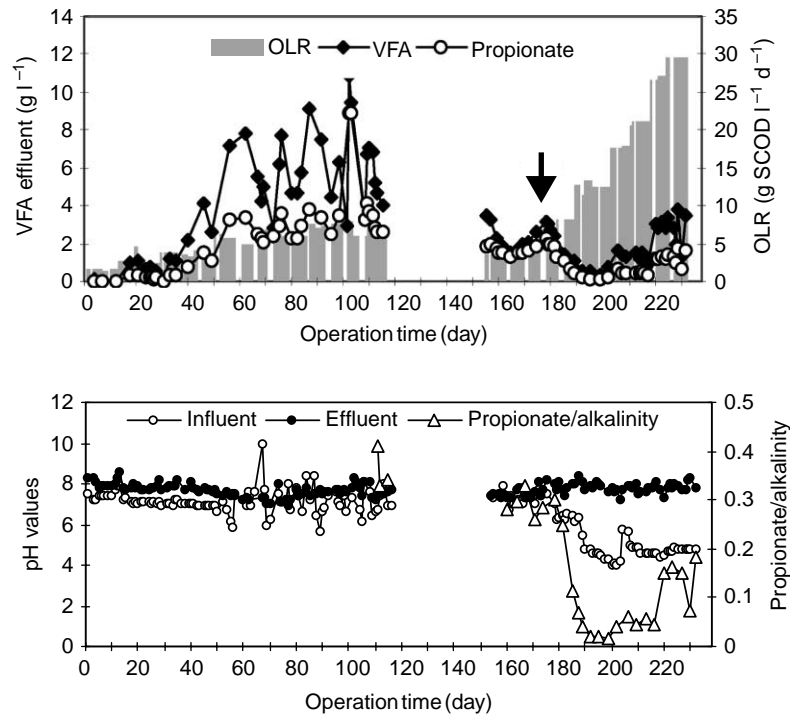 14
12
10
8
6
4
2
0
VFA effluent (g l⁻¹)
OLR VFA Propionate
35
30
25
20
15
10
5
0
OLR (g SCOD l⁻¹ d⁻¹)
0 20 40 60 80 100 120 140 160 180 200 220
Operation time (day)
12
10
8
6
4
2
0
pH values
Influent Effluent Propionate/alkalinity
0.5
0.4
0.3
0.2
0.1
0
Propionate/alkalinity
0 20 40 60 80 100 120 140 160 180 200 220
Operation time (day)